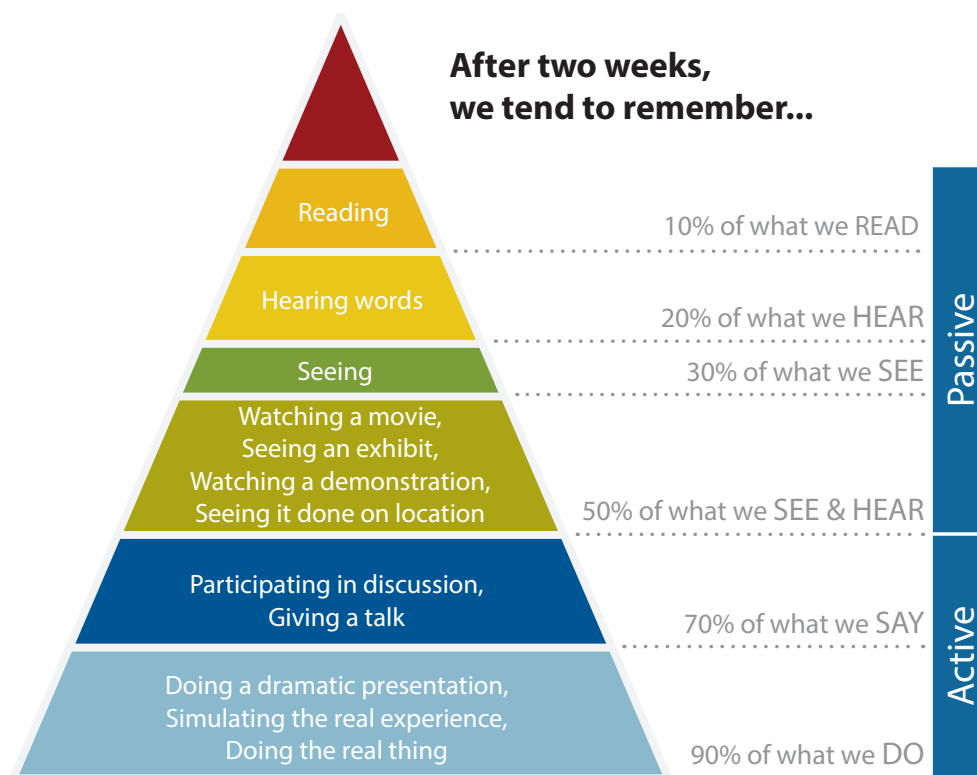 After two weeks,
we tend to remember...
Reading
10% of what we READ
Hearing words
20% of what we HEAR
Seeing
30% of what we SEE
Watching a movie,
Seeing an exhibit,
Watching a demonstration,
Seeing it done on location
50% of what we SEE & HEAR
Passive
Participating in discussion,
Giving a talk
70% of what we SAY
Doing a dramatic presentation,
Simulating the real experience,
Doing the real thing
90% of what we DO
Active